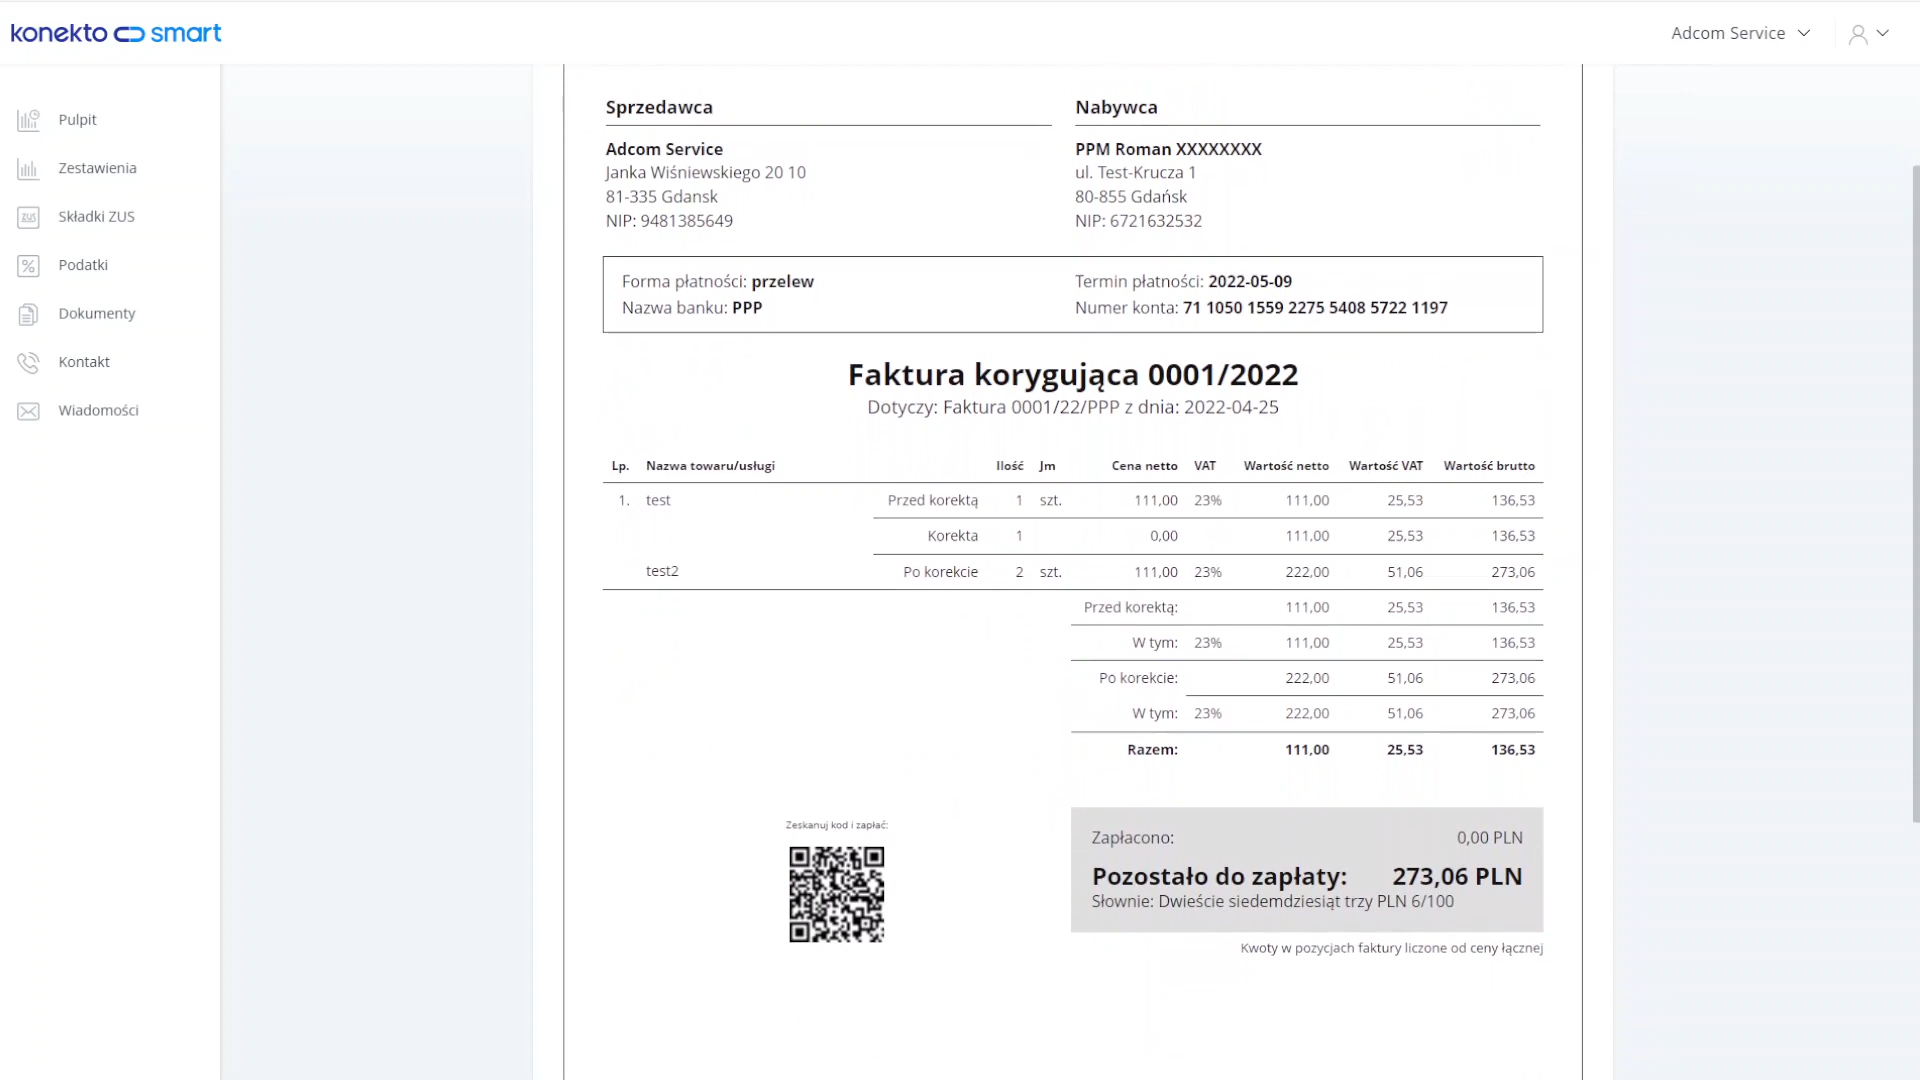 konekto smart
Adcom Service
Pulpit
Zestawienia
Składki ZUS
Podatki
Dokumenty
Kontakt
Wiadomości
Sprzedawca
Adcom Service
Janka Wiśniewskiego 20 10
81-335 Gdansk
NIP: 9481385649
Nabywca
PPM Roman XXXXXXXX
ul. Test-Krucza 1
80-855 Gdańsk
NIP: 6721632532
Forma płatności: przelew
Nazwa banku: PPP
Termin płatności: 2022-05-09
Numer konta: 71 1050 1559 2275 5408 5722 1197
Faktura korygująca 0001/2022
Dotyczy: Faktura 0001/22/PPP z dnia: 2022-04-25
Lp. Nazwa towaru/usługi Ilość Jm Cena netto VAT Wartość netto Wartość VAT Wartość brutto
1. test Przed korektą 1 szt. 111,00 23% 111,00 25,53 136,53
Korekta 1 0,00 111,00 25,53 136,53
test2 Po korekcie 2 szt. 111,00 23% 222,00 51,06 273,06
Przed korektą: 111,00 25,53 136,53
W tym: 23% 111,00 25,53 136,53
Po korekcie: 222,00 51,06 273,06
W tym: 23% 222,00 51,06 273,06
Razem: 111,00 25,53 136,53
Zeskanuj kod i zapłać:
Zapłacono: 0,00 PLN
Pozostało do zapłaty: 273,06 PLN
Słownie: Dwieście siedemdziesiąt trzy PLN 6/100
Kwoty w pozycjach faktury liczone od ceny łącznej